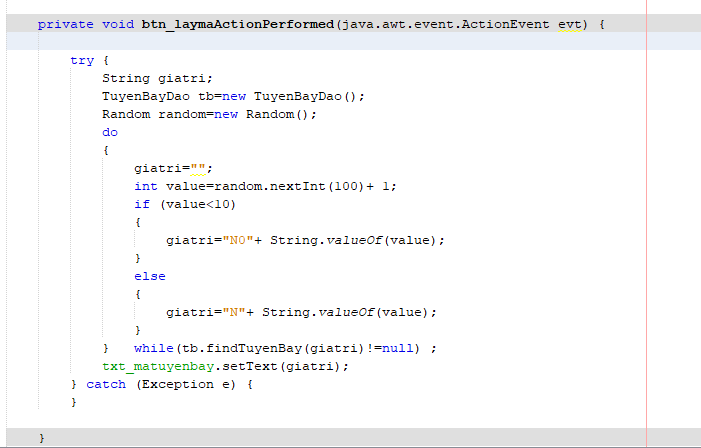 private void btn_laymaActionPerformed(java.awt.event.ActionEvent evt) {
try {
String giatri;
TuyenBayDao tb=new TuyenBayDao();
Random random=new Random();
do
{
giatri="";
int value=random.nextInt(100)+ 1;
if (value<10)
{
giatri="N0"+ String.valueOf(value);
}
else
{
giatri="N"+ String.valueOf(value);
}
} while(tb.findTuyenBay(giatri)!=null) ;
txt_matuyenbay.setText(giatri);
} catch (Exception e) {
}
}